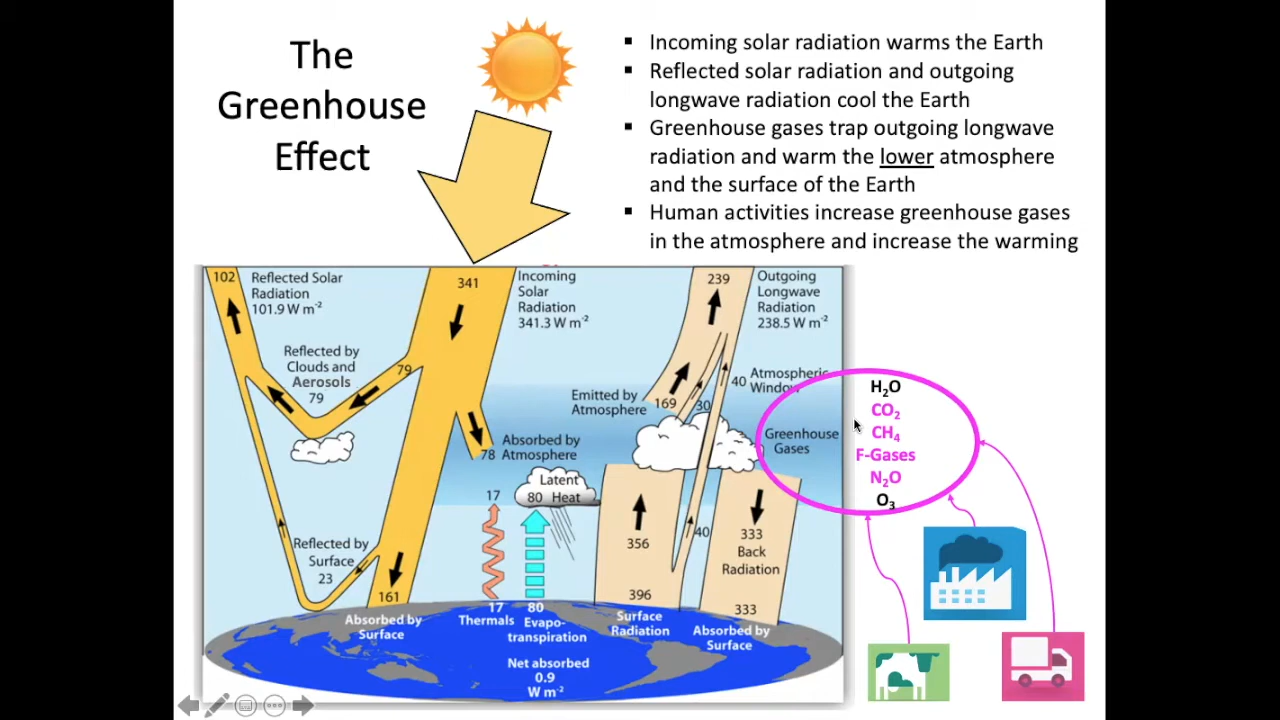 The
Greenhouse
Effect
▪ Incoming solar radiation warms the Earth
▪ Reflected solar radiation and outgoing
longwave radiation cool the Earth
▪ Greenhouse gases trap outgoing longwave
radiation and warm the lower atmosphere
and the surface of the Earth
▪ Human activities increase greenhouse gases
in the atmosphere and increase the warming
102
Reflected Solar
Radiation
101.9 W m⁻²
341
Incoming
Solar
Radiation
341.3 W m⁻²
239
Outgoing
Longwave
Radiation
238.5 W m⁻²
Reflected by
Clouds and
Aerosols
79
79
Emitted by
Atmosphere
169
30
40
Atmospheric
Window
Greenhouse
Gases
H₂O
CO₂
CH₄
F-Gases
N₂O
O₃
78
Absorbed by
Atmosphere
17
Latent
80 Heat
Reflected by
Surface
23
161
Absorbed by
Surface
17
Thermals
80
Evapo-
transpiration
356
396
Surface
Radiation
40
333
Back
Radiation
333
Absorbed by
Surface
Net absorbed
0.9
W m⁻²